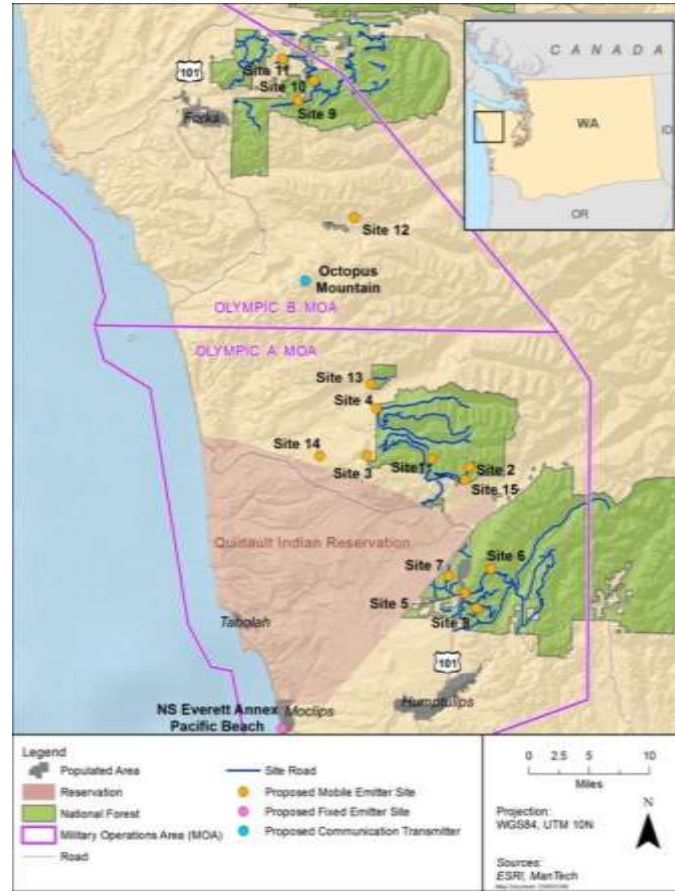 CANADA
WA
ID
OR
101
Site 11
Site 10
Site 9
Forks
Site 12
Octopus
Mountain
OLYMPIC B MOA
OLYMPIC A MOA
Site 13
Site 4
Site 14
Site 3
Site11
Site 2
Site 15
Quinault Indian Reservation
Site 7
Site 6
Site 5
Site 8
Taholah
101
NS Everett Annex
Pacific Beach
Moclips
Humptulips
Legend
Populated Area
Reservation
National Forest
Military Operations Area (MOA)
Road
Site Road
Proposed Mobile Emitter Site
Proposed Fixed Emitter Site
Proposed Communication Transmitter
0 2.5 5 10
Miles
N
Projection:
WGS84, UTM 10N
Sources:
ESRI, ManTech